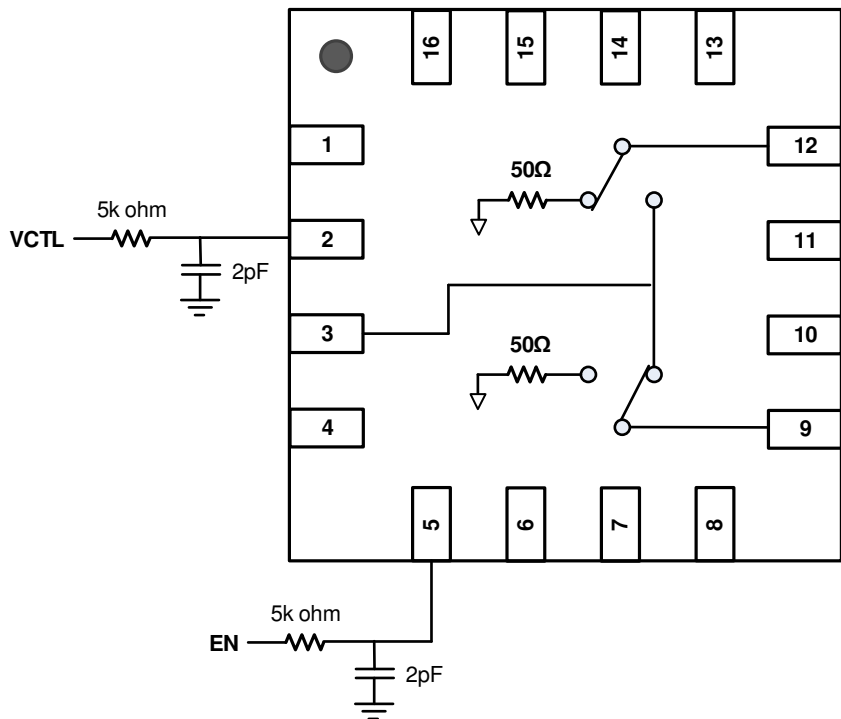 16 15 14 13
1
12
50Ω
5k ohm
VCTL
2
11
2pF
3
10
50Ω
4
9
5 6 7 8
5k ohm
EN
2pF